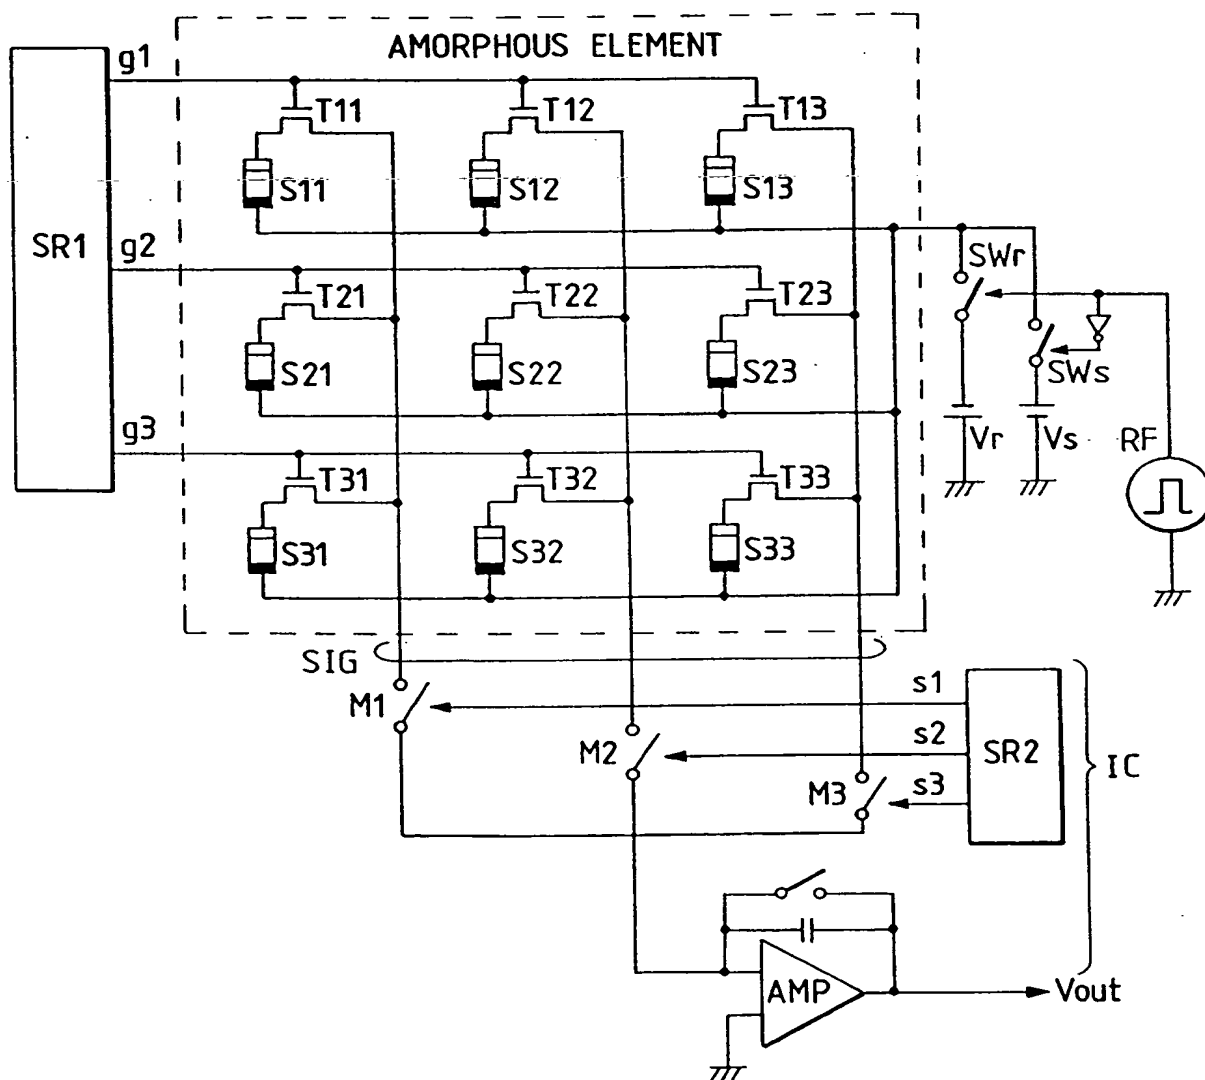 AMORPHOUS ELEMENT
g1
T11
T12
T13
S11
S12
S13
SR1
g2
SWr
T21
T22
T23
S21
S22
S23
SWs
g3
Vr
Vs
RF
T31
T32
T33
S31
S32
S33
SIG
M1
s1
M2
s2
SR2
IC
M3
s3
AMP
Vout